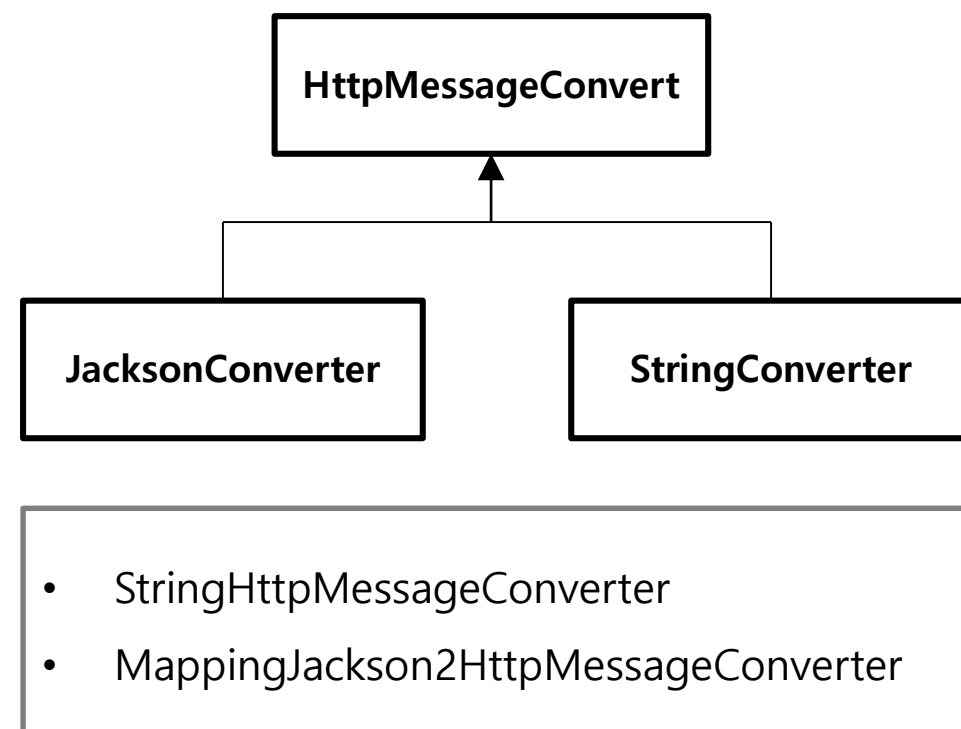 HttpMessageConvert
JacksonConverter
StringConverter
• StringHttpMessageConverter
• MappingJackson2HttpMessageConverter